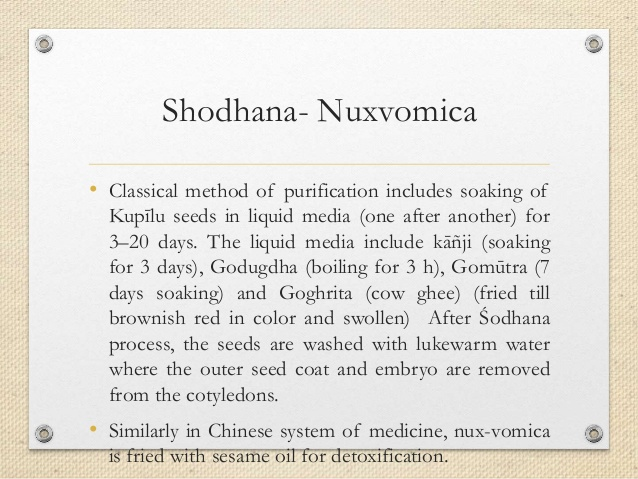 Shodhana- Nuxvomica
• Classical method of purification includes soaking of
Kupīlu seeds in liquid media (one after another) for
3–20 days. The liquid media include kāñji (soaking
for 3 days), Godugdha (boiling for 3 h), Gomūtra (7
days soaking) and Goghrita (cow ghee) (fried till
brownish red in color and swollen) After Śodhana
process, the seeds are washed with lukewarm water
where the outer seed coat and embryo are removed
from the cotyledons.
• Similarly in Chinese system of medicine, nux-vomica
is fried with sesame oil for detoxification.